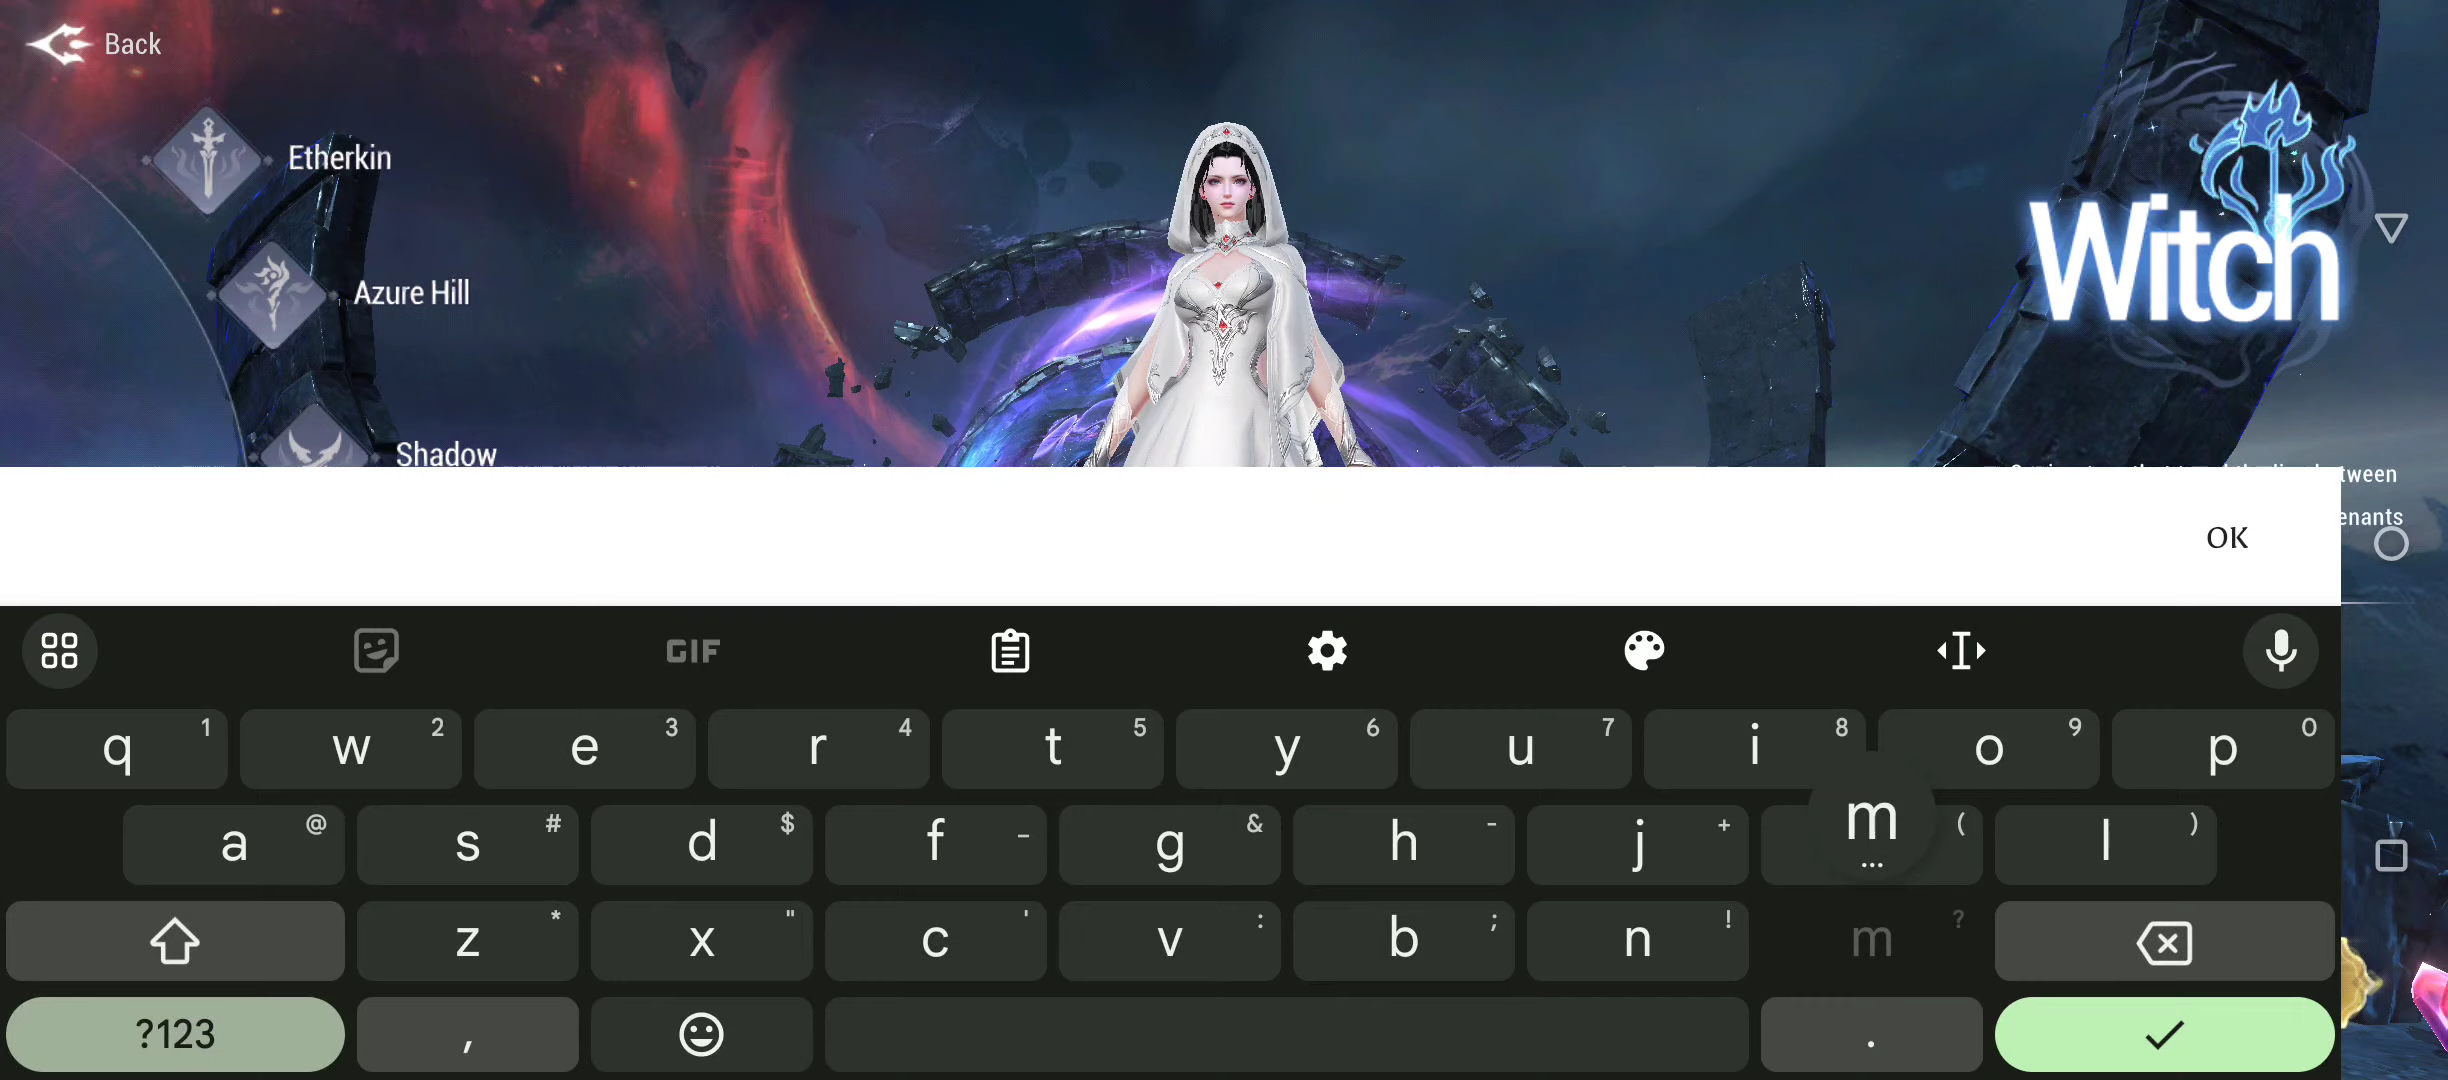 Back
Etherkin
Azure Hill
Shadow
Witch
tween
enants
OK
GIF
q 1 w 2 e 3 r 4 t 5 y 6 u 7 i 8 o 9 p 0
a @ s # d $ f _ g & h - j + m ... ( l )
z * x " c ' v : b ; n ! m ?
?123 , .